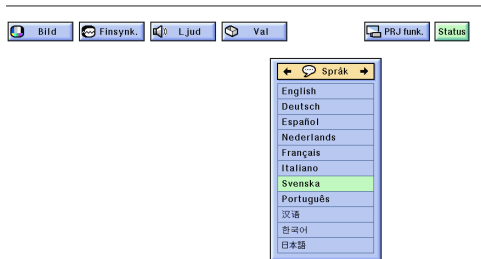 Bild Finsynk. Ljud Val PRJ funk. Status
Språk
English
Deutsch
Español
Nederlands
Français
Italiano
Svenska
Português
汉语
한국어
日本語